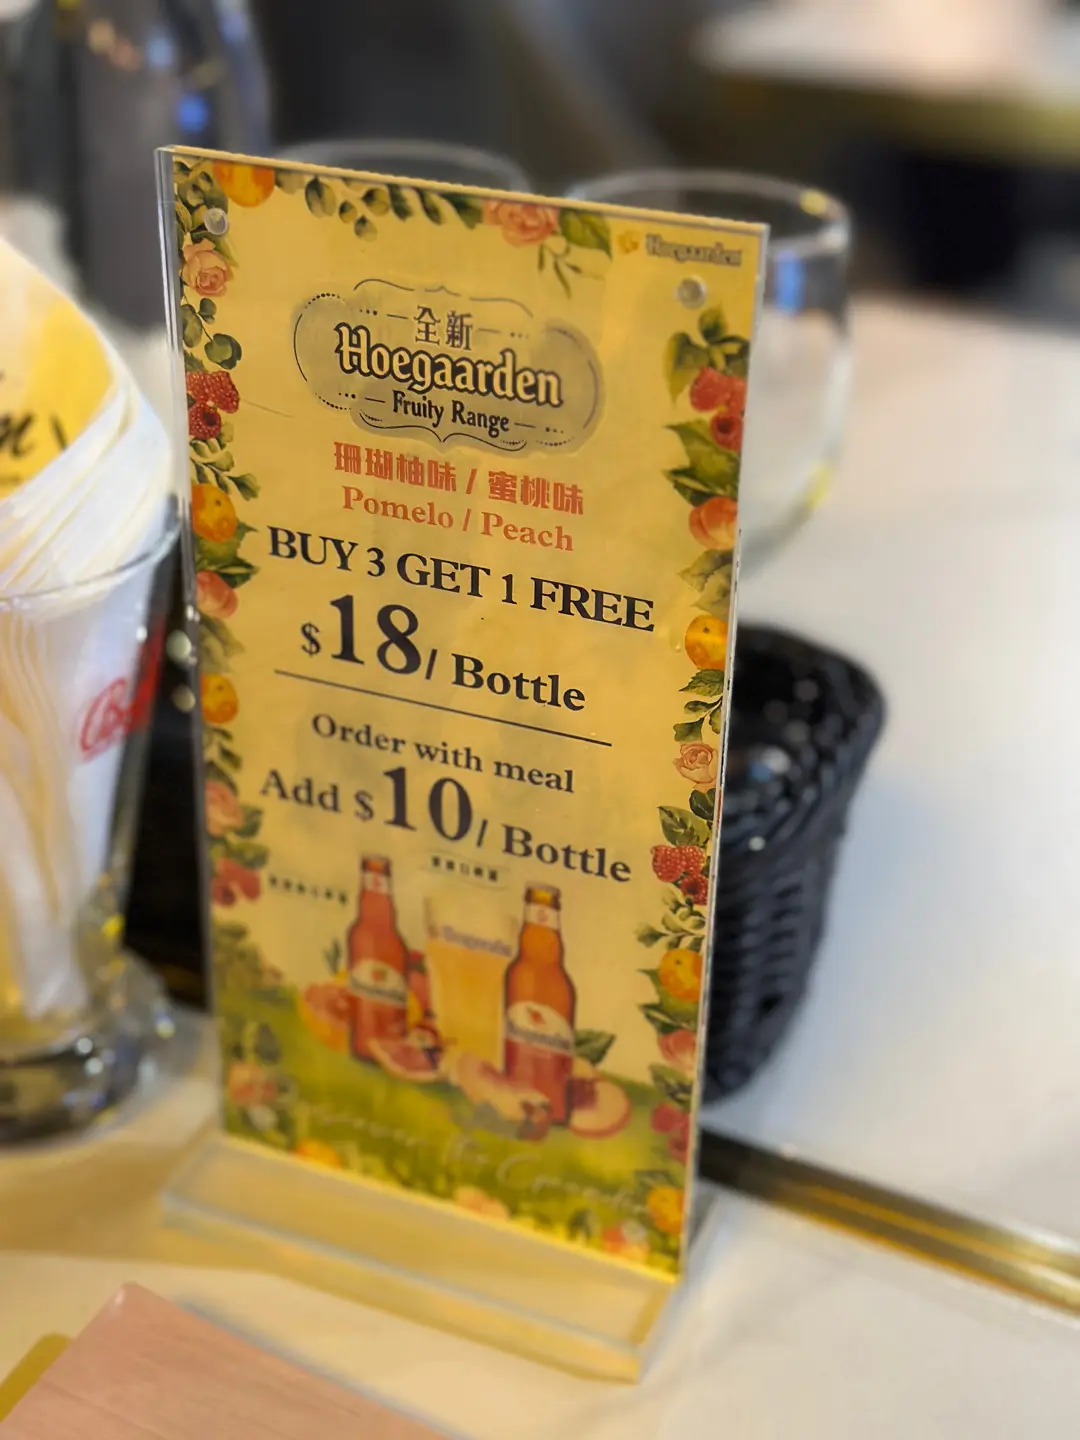 Hoegaarden
全新
Hoegaarden
Fruity Range
珊瑚柚味 / 蜜桃味
Pomelo / Peach
BUY 3 GET 1 FREE
$18/ Bottle
Order with meal
Add $10/ Bottle
Hoegaarden